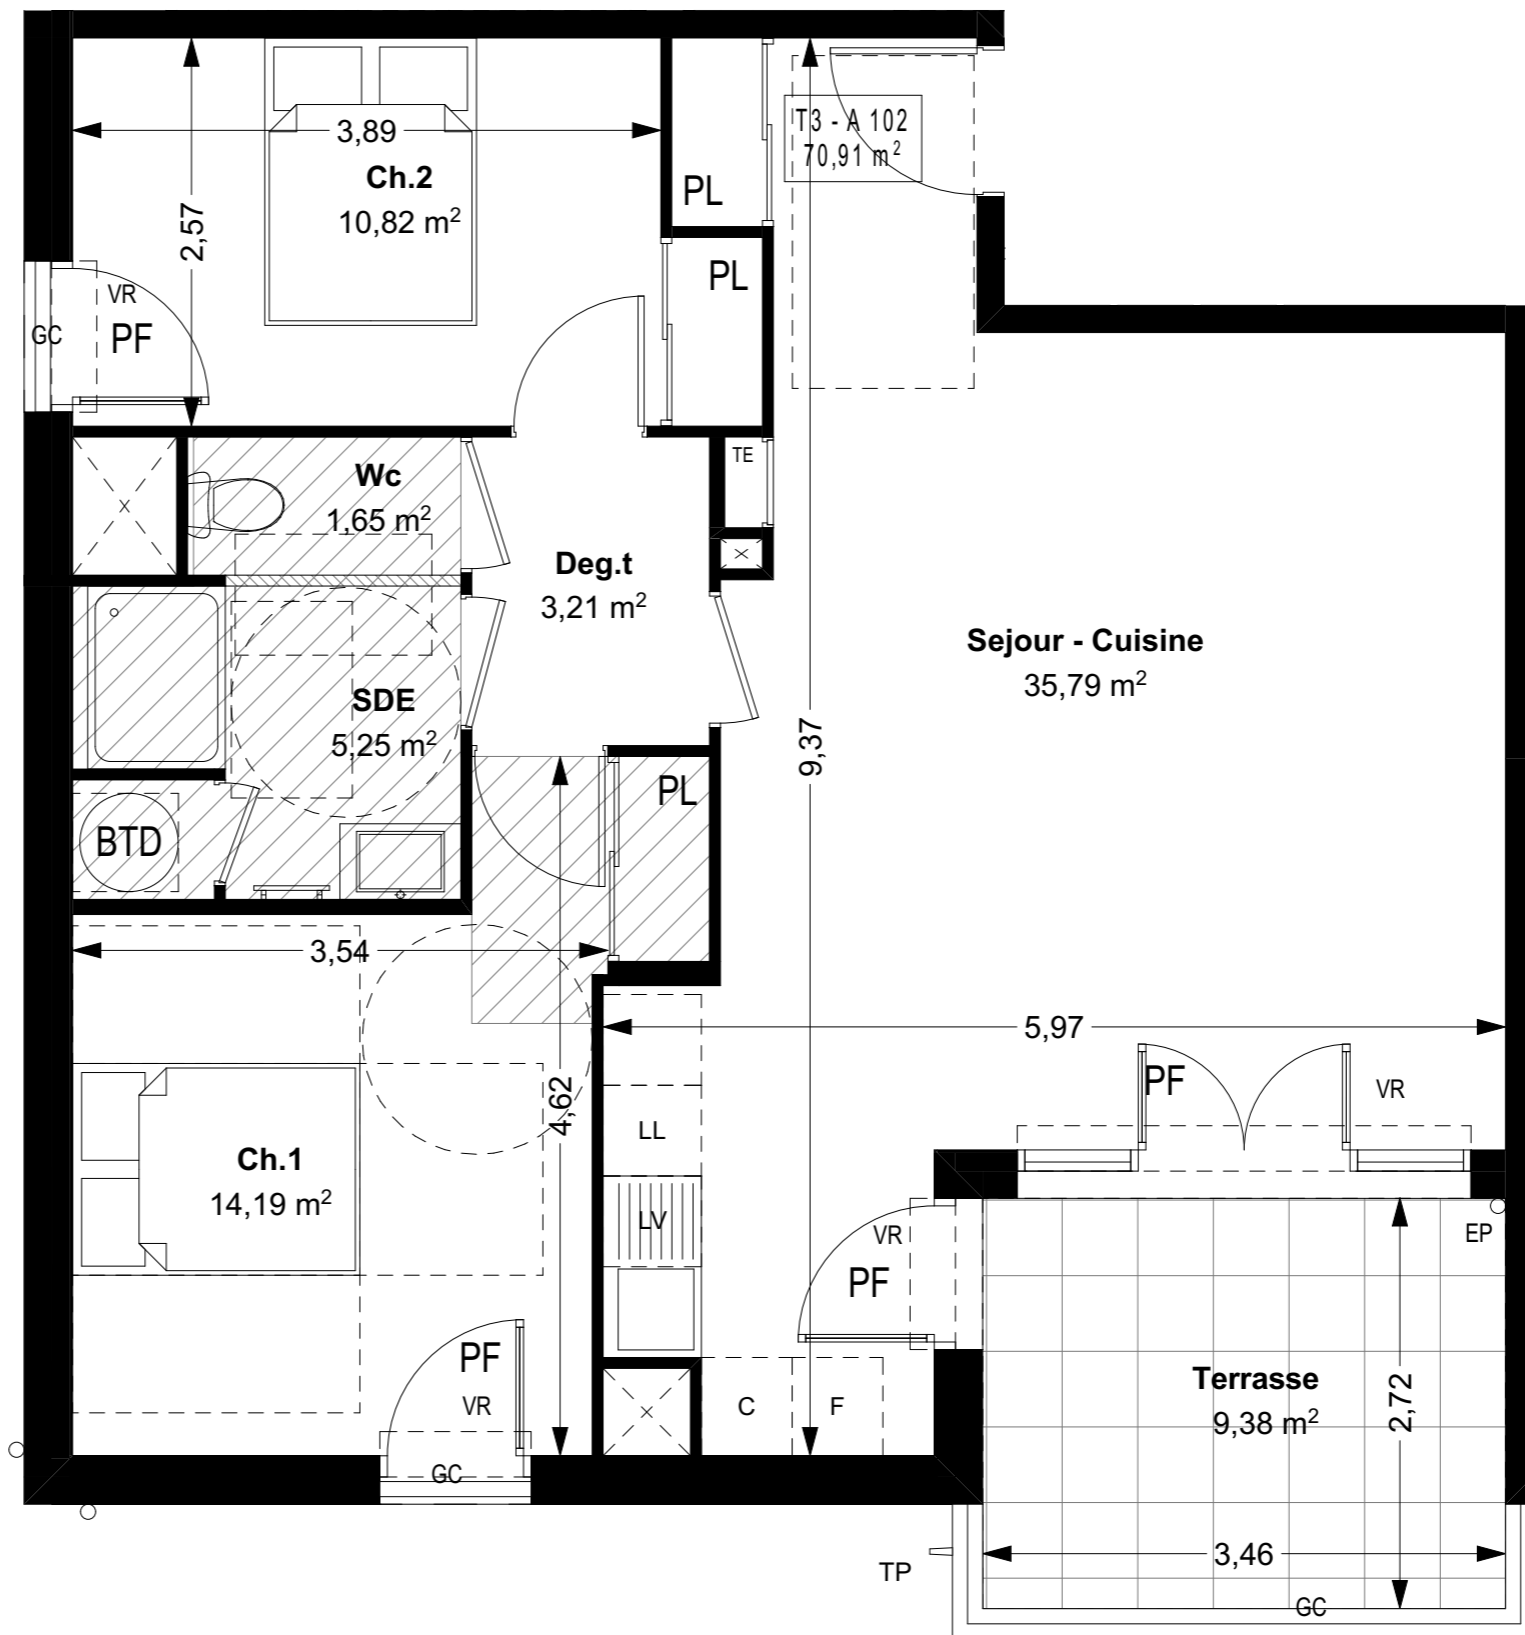 T3 - A 102
70,91 m²
3,89
Ch.2
10,82 m²
2,57
PL
PL
VR
GC
PF
TE
Wc
1,65 m²
Deg.t
3,21 m²
SDE
5,25 m²
Sejour - Cuisine
35,79 m²
9,37
PL
BTD
3,54
5,97
4,62
PF
VR
LL
Ch.1
14,19 m²
LV
VR
PF
EP
PF
VR
C
F
Terrasse
9,38 m²
2,72
GC
3,46
TP
GC